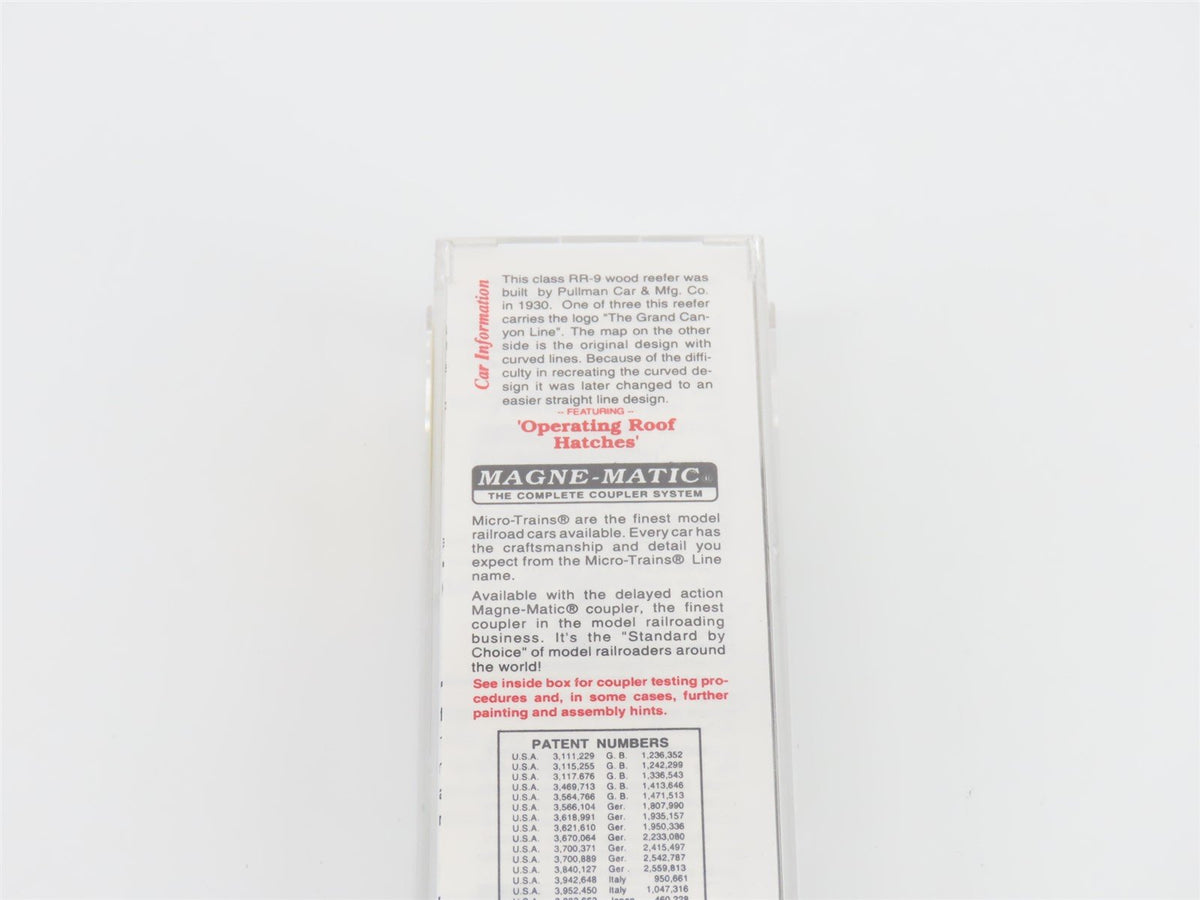 Car Information
This class RR-9 wood reefer was
built by Pullman Car & Mfg. Co.
in 1930. One of three this reefer
carries the logo "The Grand Can-
yon Line". The map on the other
side is the original design with
curved lines. Because of the diffi-
culty in recreating the curved de-
sign it was later changed to an
easier straight line design.
-- FEATURING --
'Operating Roof
Hatches'
MAGNE-MATIC®
THE COMPLETE COUPLER SYSTEM
Micro-Trains® are the finest model
railroad cars available. Every car has
the craftsmanship and detail you
expect from the Micro-Trains® Line
name.
Available with the delayed action
Magne-Matic® coupler, the finest
coupler in the model railroading
business. It's the "Standard by
Choice" of model railroaders around
the world!
See inside box for coupler testing pro-
cedures and, in some cases, further
painting and assembly hints.
PATENT NUMBERS
U.S.A. 3,111,229 G. B. 1,236,352
U.S.A. 3,115,255 G. B. 1,242,299
U.S.A. 3,117.676 G. B. 1,336,543
U.S.A. 3,469,713 G. B. 1,413,646
U.S.A. 3,564,766 G. B. 1,471,513
U.S.A. 3,566,104 Ger. 1,807,990
U.S.A. 3,618,991 Ger. 1,935,157
U.S.A. 3,621,610 Ger. 1,950,336
U.S.A. 3,670,064 Ger. 2,233,080
U.S.A. 3,700,371 Ger. 2,415,497
U.S.A. 3,700,889 Ger. 2,542,787
U.S.A. 3,840,127 Ger. 2,559,813
U.S.A. 3,942,648 Italy 950,661
U.S.A. 3,952,450 Italy 1,047,316